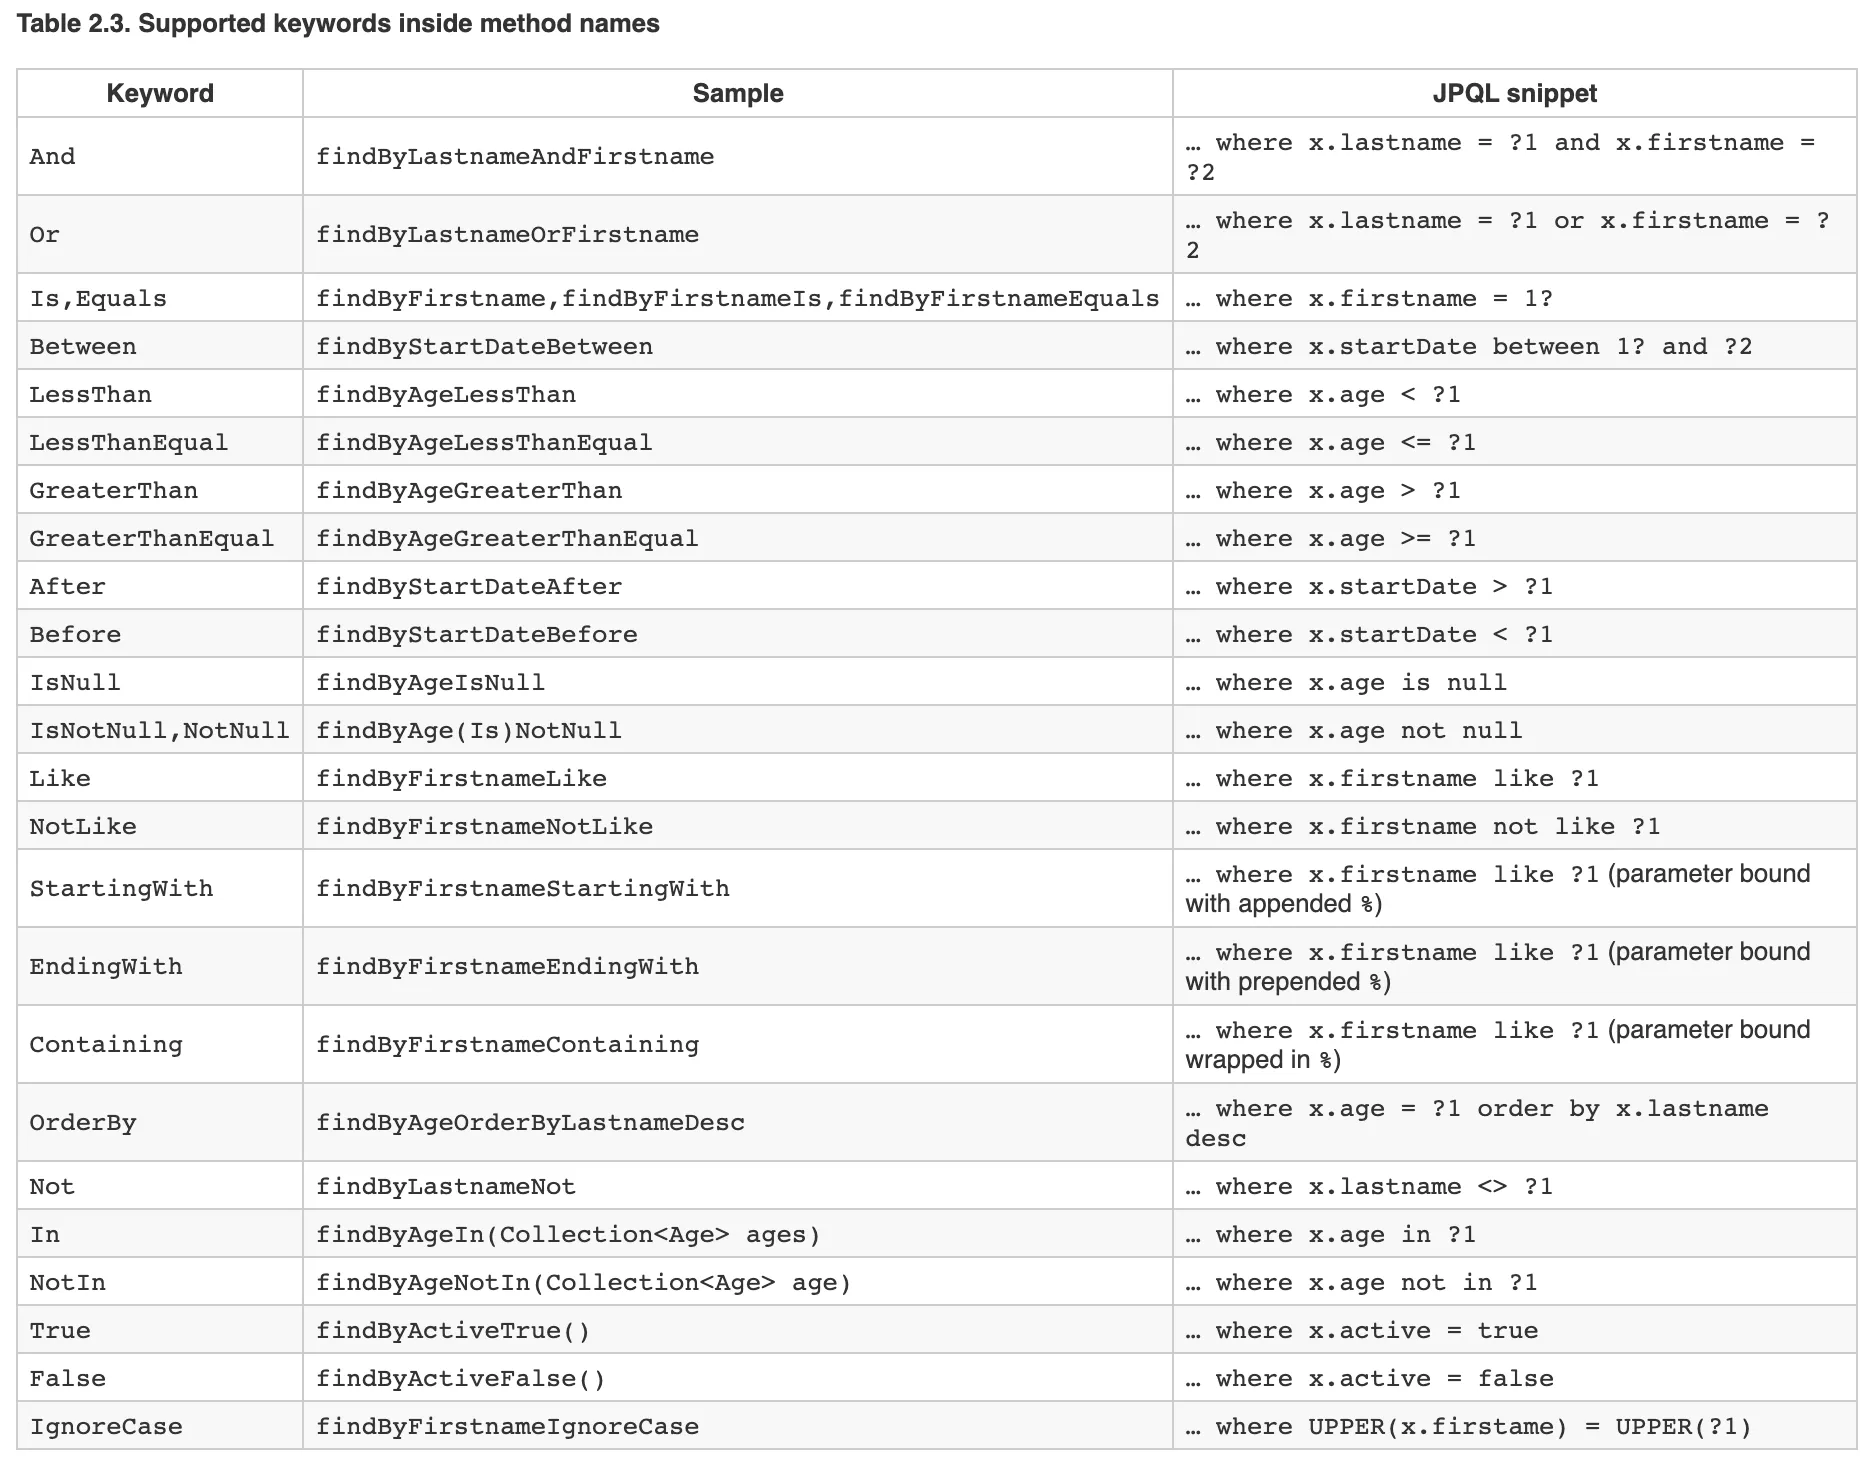 Table 2.3. Supported keywords inside method names
Keyword Sample JPQL snippet
And findByLastnameAndFirstname … where x.lastname = ?1 and x.firstname =
?2
Or findByLastnameOrFirstname … where x.lastname = ?1 or x.firstname = ?
2
Is,Equals findByFirstname,findByFirstnameIs,findByFirstnameEquals … where x.firstname = 1?
Between findByStartDateBetween … where x.startDate between 1? and ?2
LessThan findByAgeLessThan … where x.age < ?1
LessThanEqual findByAgeLessThanEqual … where x.age <= ?1
GreaterThan findByAgeGreaterThan … where x.age > ?1
GreaterThanEqual findByAgeGreaterThanEqual … where x.age >= ?1
After findByStartDateAfter … where x.startDate > ?1
Before findByStartDateBefore … where x.startDate < ?1
IsNull findByAgeIsNull … where x.age is null
IsNotNull,NotNull findByAge(Is)NotNull … where x.age not null
Like findByFirstnameLike … where x.firstname like ?1
NotLike findByFirstnameNotLike … where x.firstname not like ?1
StartingWith findByFirstnameStartingWith … where x.firstname like ?1 (parameter bound
with appended %)
EndingWith findByFirstnameEndingWith … where x.firstname like ?1 (parameter bound
with prepended %)
Containing findByFirstnameContaining … where x.firstname like ?1 (parameter bound
wrapped in %)
OrderBy findByAgeOrderByLastnameDesc … where x.age = ?1 order by x.lastname
desc
Not findByLastnameNot … where x.lastname <> ?1
In findByAgeIn(Collection<Age> ages) … where x.age in ?1
NotIn findByAgeNotIn(Collection<Age> age) … where x.age not in ?1
True findByActiveTrue() … where x.active = true
False findByActiveFalse() … where x.active = false
IgnoreCase findByFirstnameIgnoreCase … where UPPER(x.firstame) = UPPER(?1)